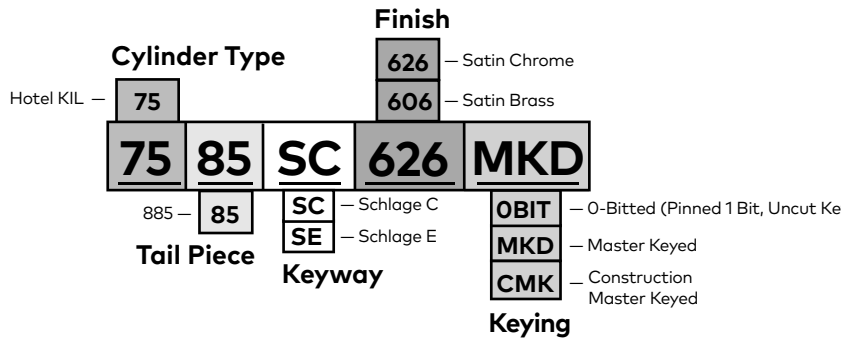 Finish
Cylinder Type
626 — Satin Chrome
Hotel KIL — 75
606 — Satin Brass
75 85 SC 626 MKD
885 — 85
SC — Schlage C
0BIT — 0-Bitted (Pinned 1 Bit, Uncut Ke
SE — Schlage E
MKD — Master Keyed
Tail Piece
Keyway
CMK — Construction
Master Keyed
Keying